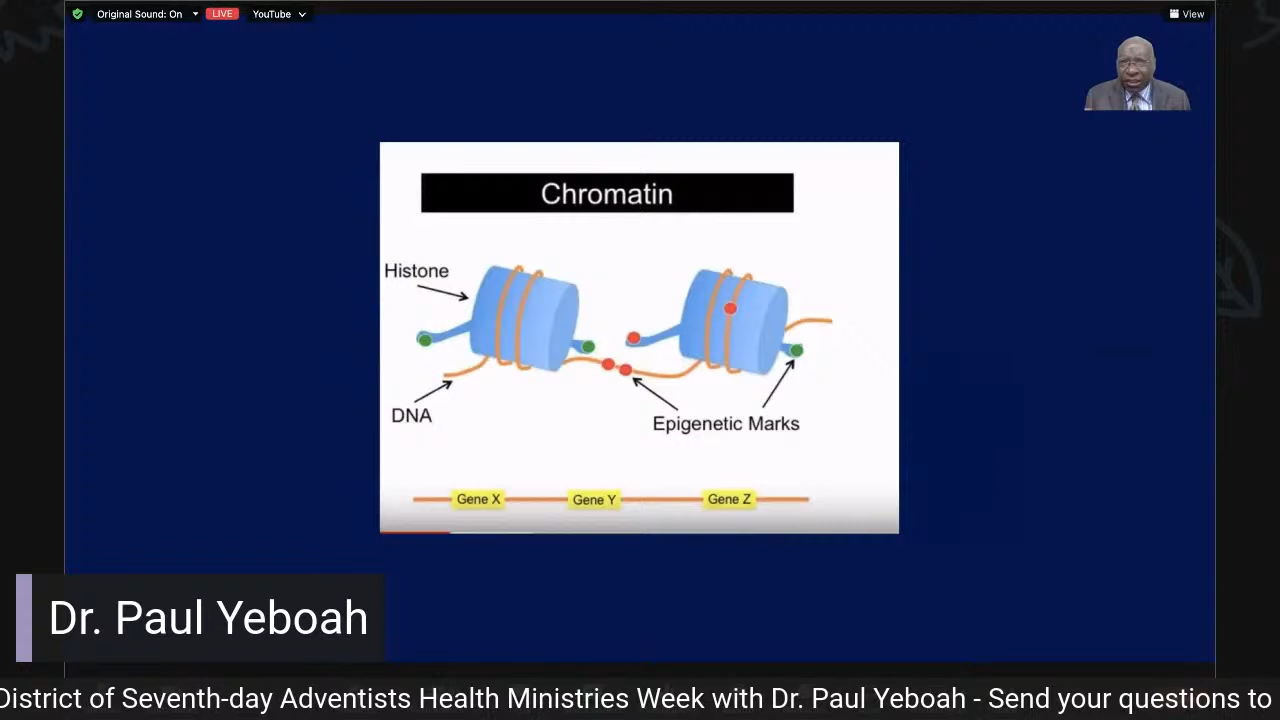 Original Sound: On LIVE YouTube View
Chromatin
Histone
DNA
Epigenetic Marks
Gene X Gene Y Gene Z
Dr. Paul Yeboah
District of Seventh-day Adventists Health Ministries Week with Dr. Paul Yeboah - Send your questions to